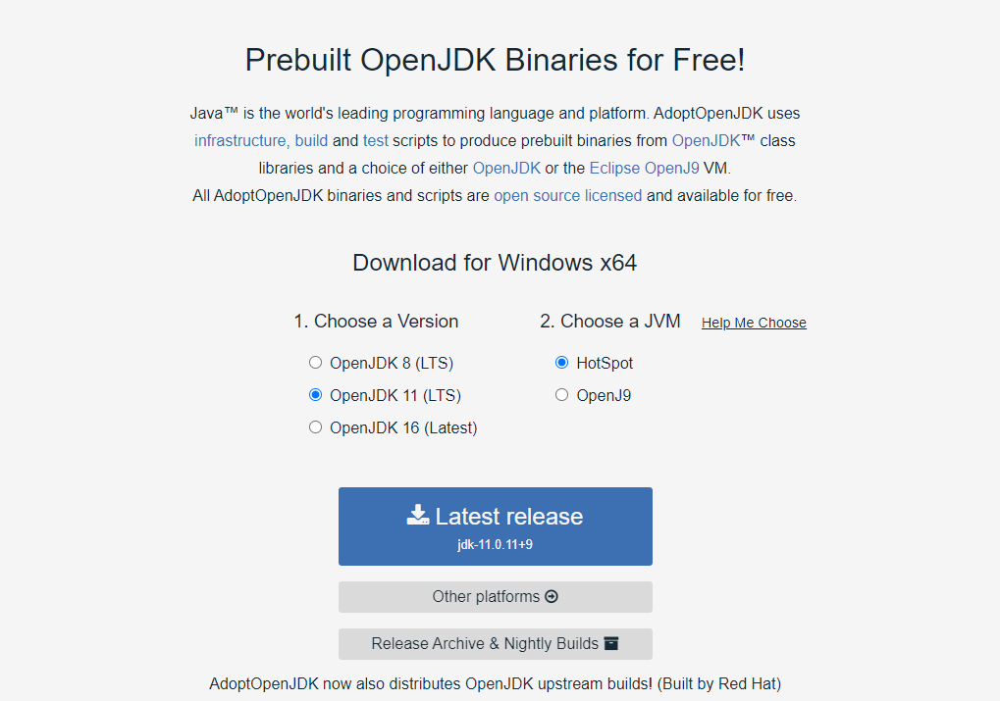 Prebuilt OpenJDK Binaries for Free!
Java™ is the world's leading programming language and platform. AdoptOpenJDK uses
infrastructure, build and test scripts to produce prebuilt binaries from OpenJDK™ class
libraries and a choice of either OpenJDK or the Eclipse OpenJ9 VM.
All AdoptOpenJDK binaries and scripts are open source licensed and available for free.
Download for Windows x64
1. Choose a Version
OpenJDK 8 (LTS)
OpenJDK 11 (LTS)
OpenJDK 16 (Latest)
2. Choose a JVM
Help Me Choose
HotSpot
OpenJ9
Latest release
jdk-11.0.11+9
Other platforms
Release Archive & Nightly Builds
AdoptOpenJDK now also distributes OpenJDK upstream builds! (Built by Red Hat)